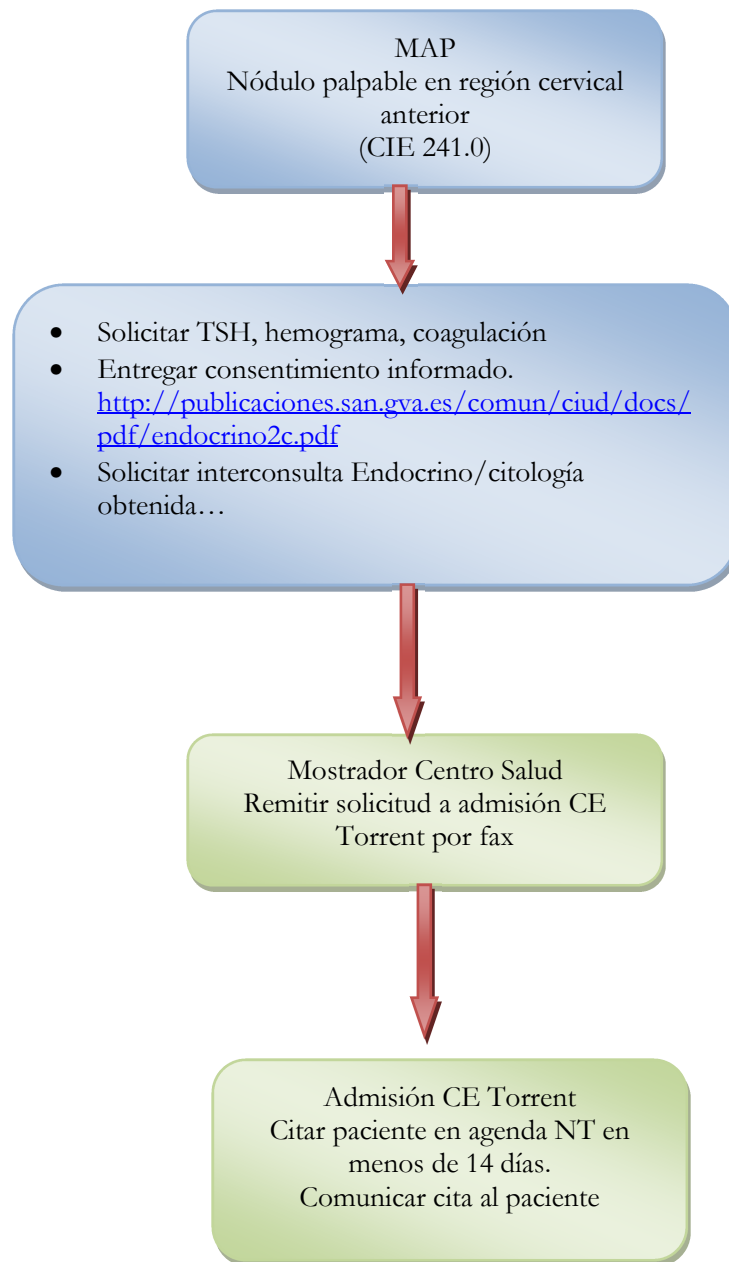 MAP
Nódulo palpable en región cervical
anterior
(CIE 241.0)
• Solicitar TSH, hemograma, coagulación
• Entregar consentimiento informado.
http://publicaciones.san.gva.es/comun/ciud/docs/
pdf/endocrino2c.pdf
• Solicitar interconsulta Endocrino/citología
obtenida…
Mostrador Centro Salud
Remitir solicitud a admisión CE
Torrent por fax
Admisión CE Torrent
Citar paciente en agenda NT en
menos de 14 días.
Comunicar cita al paciente